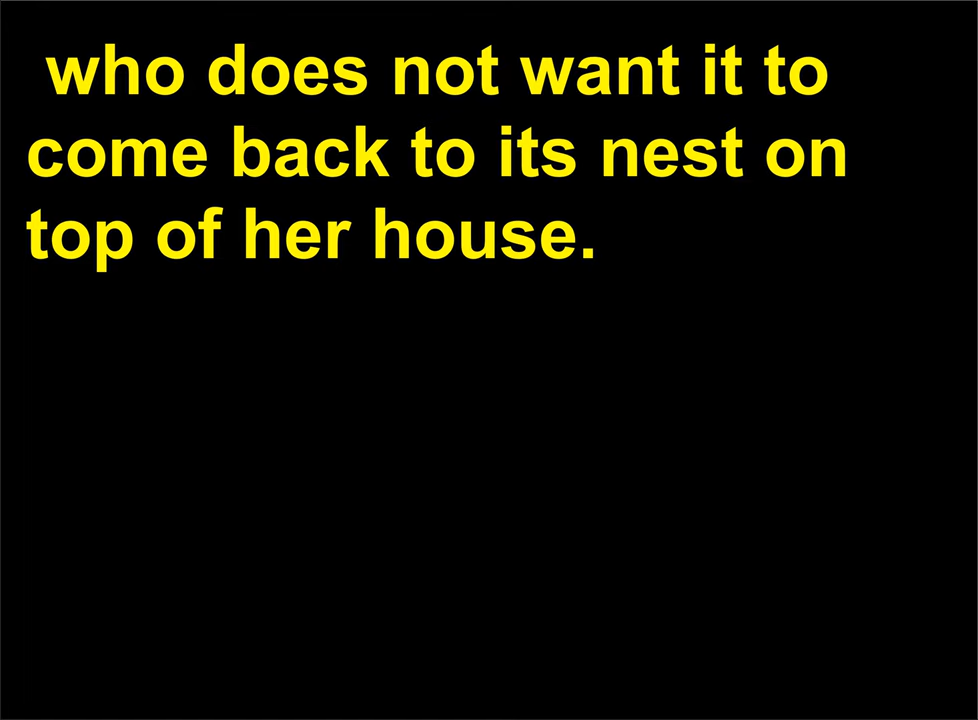 who does not want it to
come back to its nest on
top of her house.